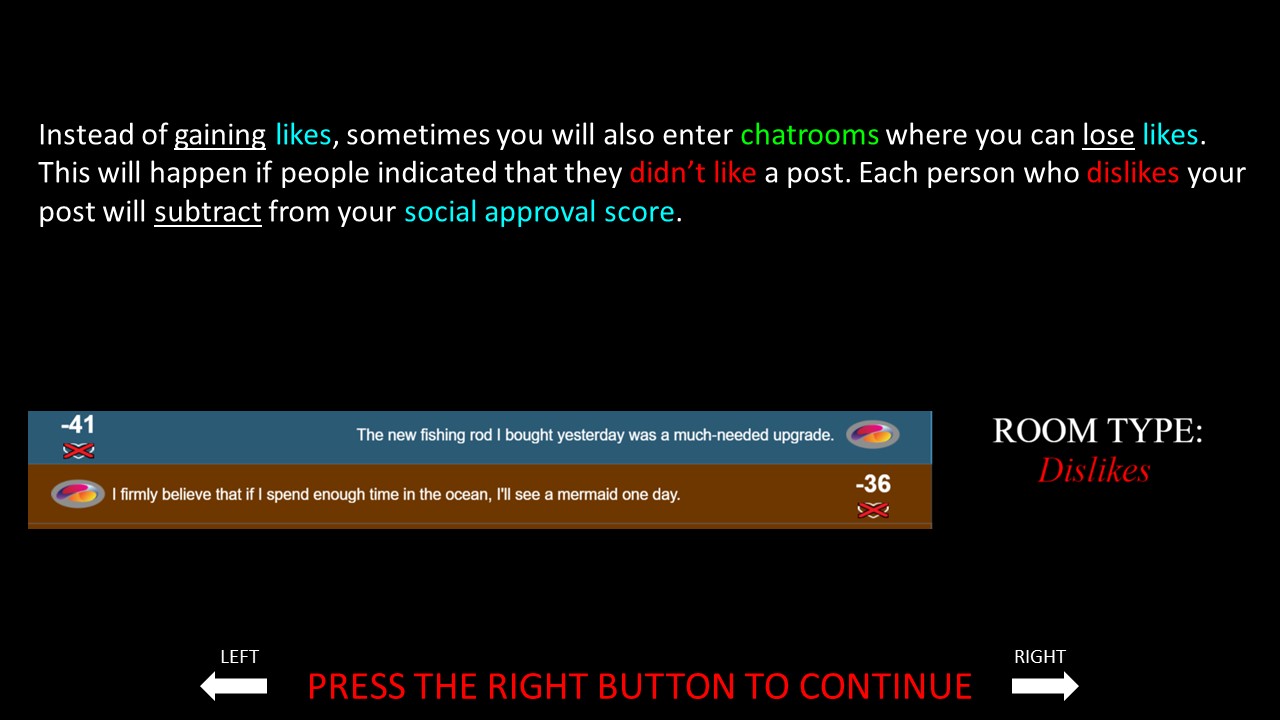 Instead of gaining likes, sometimes you will also enter chatrooms where you can lose likes.
This will happen if people indicated that they didn’t like a post. Each person who dislikes your
post will subtract from your social approval score.
-41
The new fishing rod I bought yesterday was a much-needed upgrade.
I firmly believe that if I spend enough time in the ocean, I'll see a mermaid one day.
-36
ROOM TYPE:
Dislikes
LEFT
RIGHT
PRESS THE RIGHT BUTTON TO CONTINUE